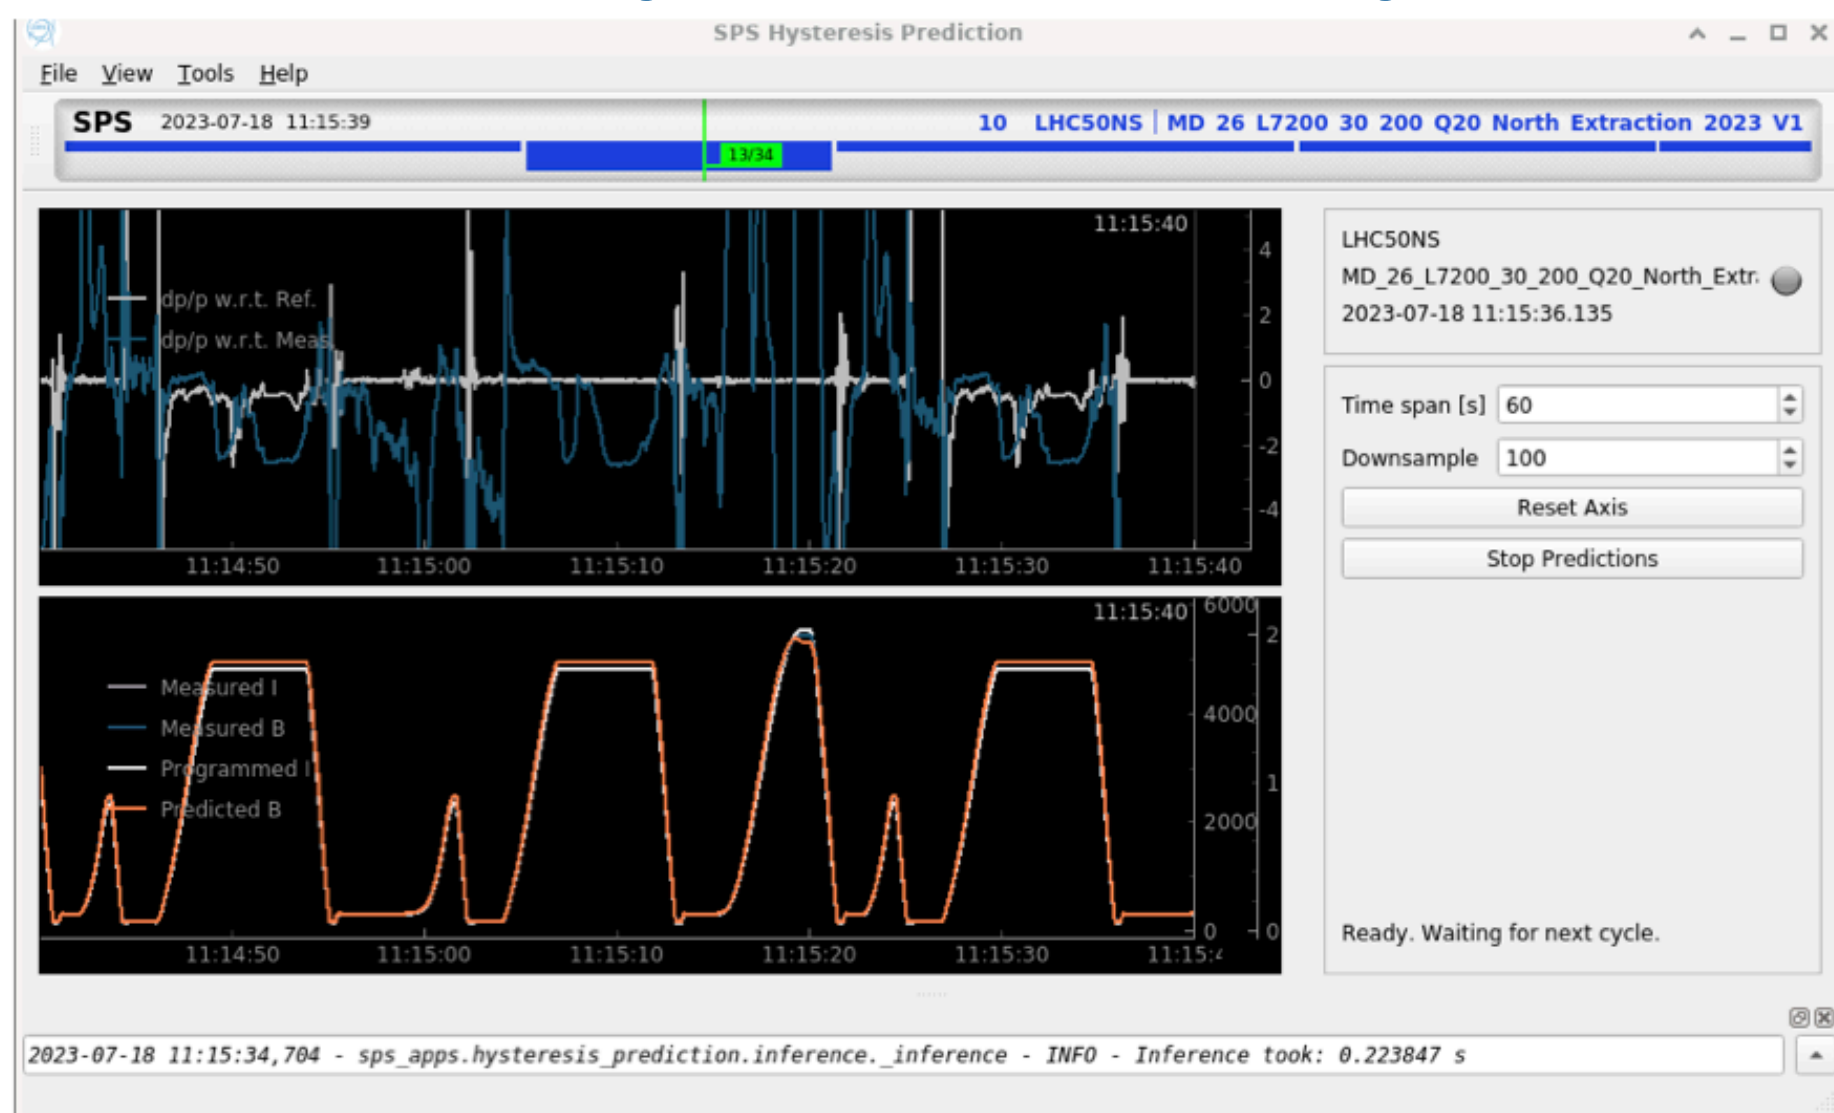 SPS Hysteresis Prediction
File View Tools Help
SPS 2023-07-18 11:15:39 10 LHC50NS MD 26 L7200 30 200 Q20 North Extraction 2023 V1
13/34
11:15:40
dp/p w.r.t. Ref.
dp/p w.r.t. Meas.
4
2
0
-2
-4
11:14:50 11:15:00 11:15:10 11:15:20 11:15:30 11:15:40
11:15:40
Measured I
Measured B
Programmed I
Predicted B
6000
4000
2000
0
2
1
0
11:14:50 11:15:00 11:15:10 11:15:20 11:15:30 11:15:4
LHC50NS
MD_26_L7200_30_200_Q20_North_Extr
2023-07-18 11:15:36.135
Time span [s] 60
Downsample 100
Reset Axis
Stop Predictions
Ready. Waiting for next cycle.
2023-07-18 11:15:34,704 - sps_apps.hysteresis_prediction.inference._inference - INFO - Inference took: 0.223847 s